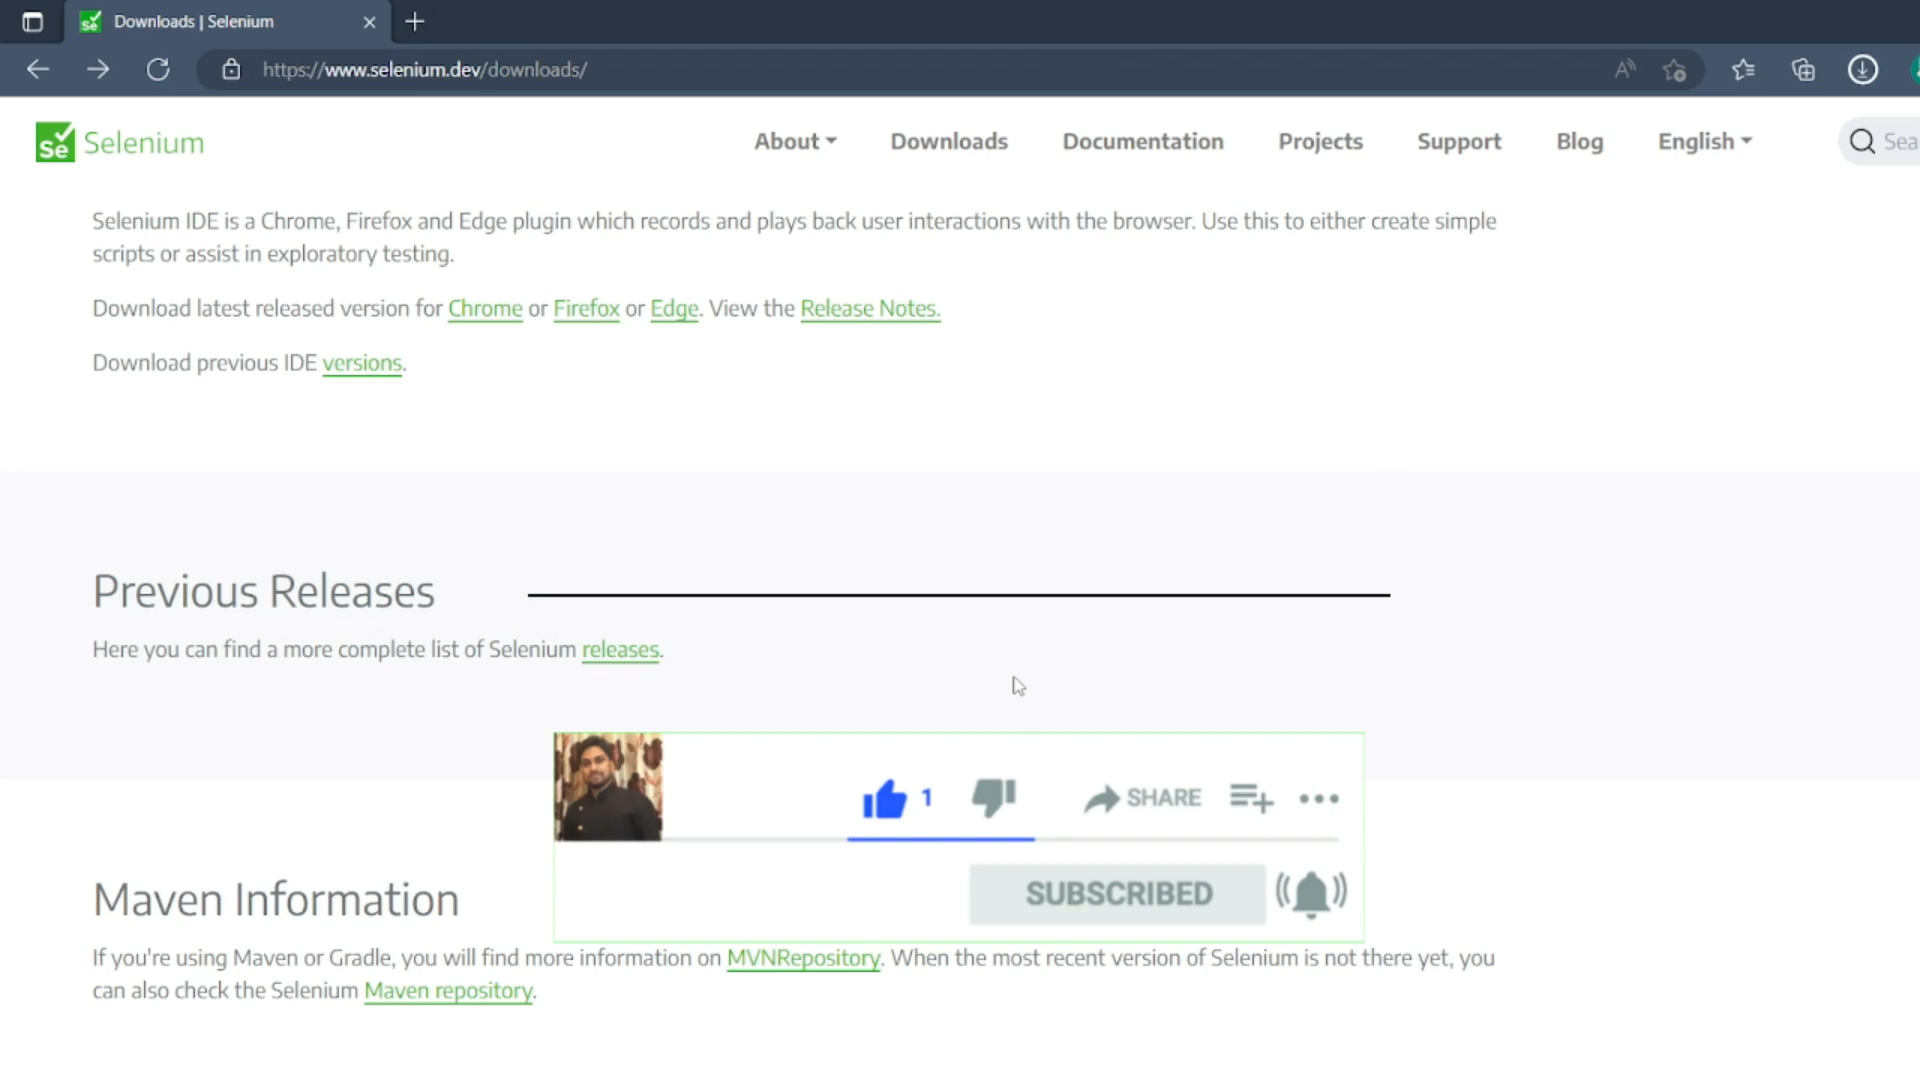 Downloads | Selenium
https://www.selenium.dev/downloads/
Se Selenium
About
Downloads
Documentation
Projects
Support
Blog
English
Sea
Selenium IDE is a Chrome, Firefox and Edge plugin which records and plays back user interactions with the browser. Use this to either create simple
scripts or assist in exploratory testing.
Download latest released version for Chrome or Firefox or Edge. View the Release Notes.
Download previous IDE versions.
Previous Releases
Here you can find a more complete list of Selenium releases.
1
SHARE
SUBSCRIBED
Maven Information
If you're using Maven or Gradle, you will find more information on MVNRepository. When the most recent version of Selenium is not there yet, you
can also check the Selenium Maven repository.